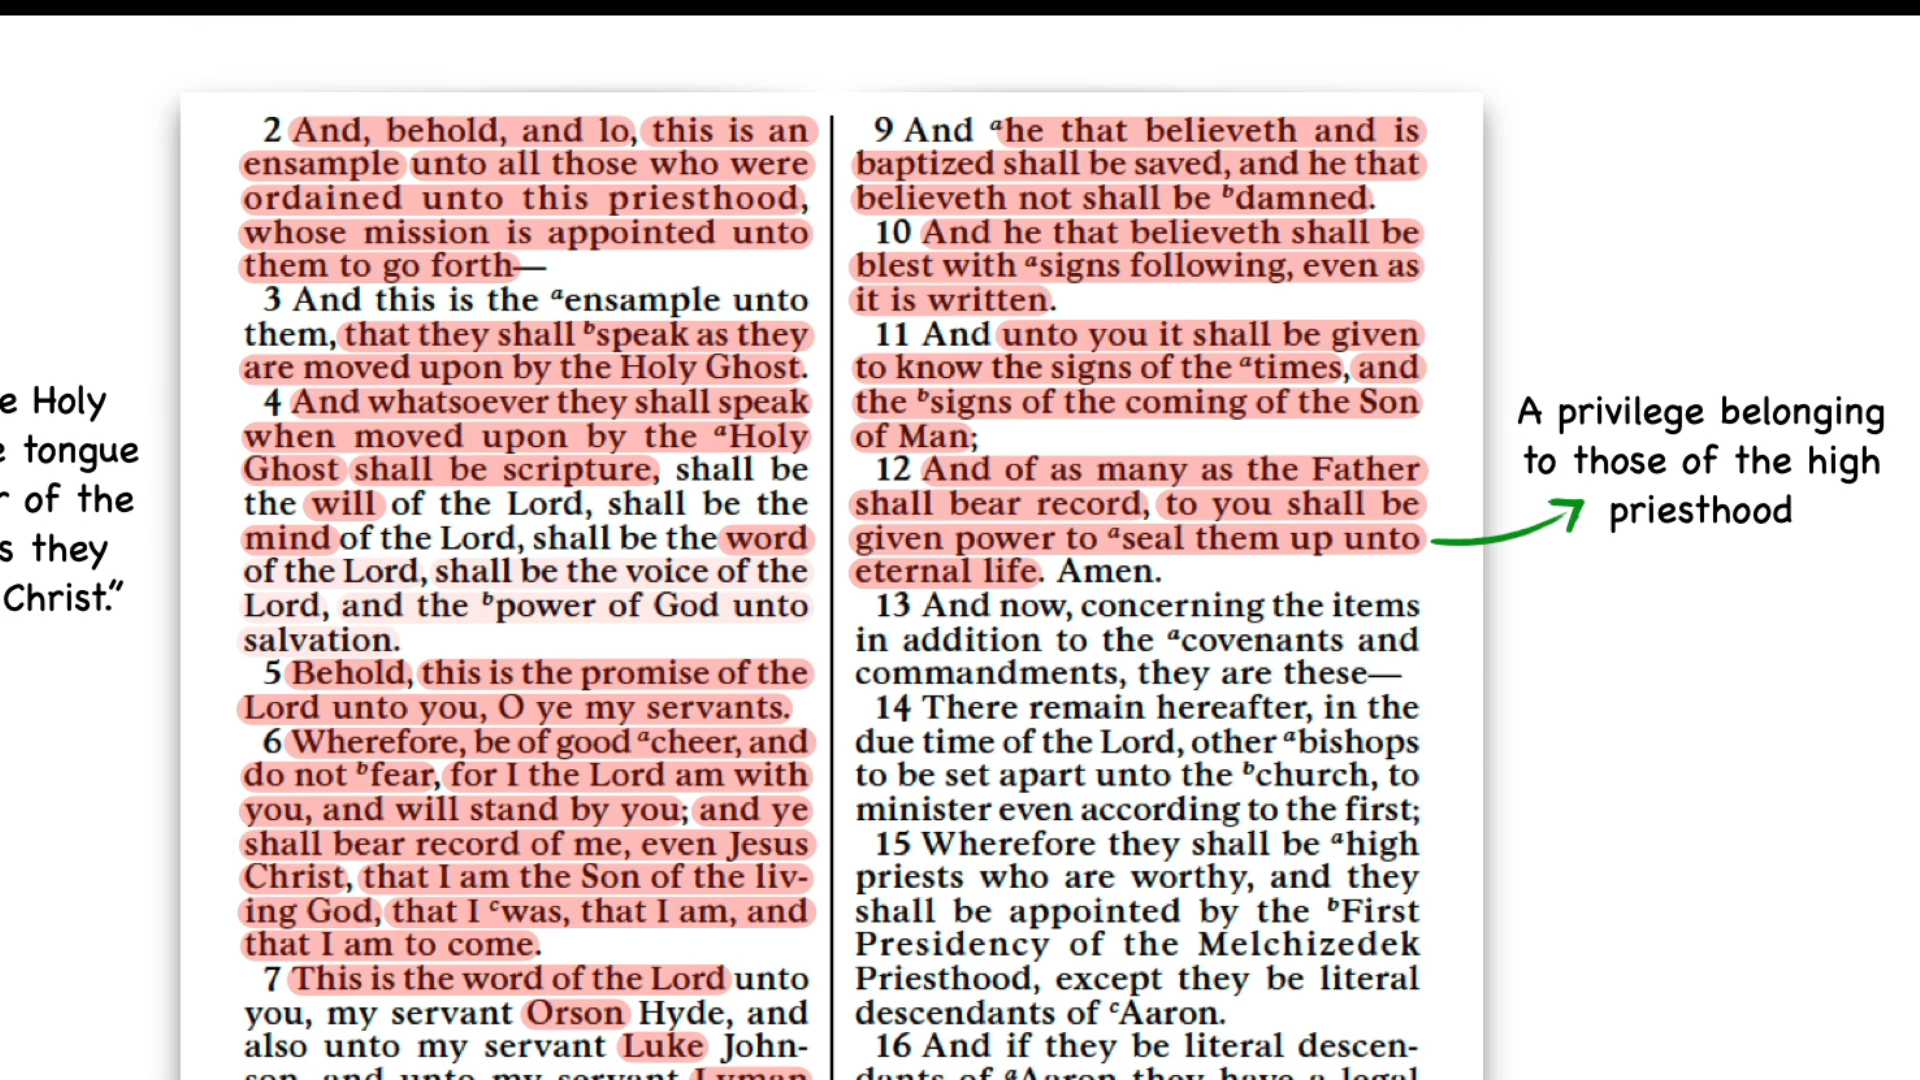 e Holy
e tongue
r of the
s they
Christ.”
2 And, behold, and lo, this is an
ensample unto all those who were
ordained unto this priesthood,
whose mission is appointed unto
them to go forth—
3 And this is the aensample unto
them, that they shall bspeak as they
are moved upon by the Holy Ghost.
4 And whatsoever they shall speak
when moved upon by the aHoly
Ghost shall be scripture, shall be
the will of the Lord, shall be the
mind of the Lord, shall be the word
of the Lord, shall be the voice of the
Lord, and the bpower of God unto
salvation.
5 Behold, this is the promise of the
Lord unto you, O ye my servants.
6 Wherefore, be of good acheer, and
do not bfear, for I the Lord am with
you, and will stand by you; and ye
shall bear record of me, even Jesus
Christ, that I am the Son of the liv-
ing God, that I cwas, that I am, and
that I am to come.
7 This is the word of the Lord unto
you, my servant Orson Hyde, and
also unto my servant Luke John-
son, and unto my servant Lyman
9 And ahe that believeth and is
baptized shall be saved, and he that
believeth not shall be bdamned.
10 And he that believeth shall be
blest with asigns following, even as
it is written.
11 And unto you it shall be given
to know the signs of the atimes, and
the bsigns of the coming of the Son
of Man;
12 And of as many as the Father
shall bear record, to you shall be
given power to aseal them up unto
eternal life. Amen.
13 And now, concerning the items
in addition to the acovenants and
commandments, they are these—
14 There remain hereafter, in the
due time of the Lord, other abishops
to be set apart unto the bchurch, to
minister even according to the first;
15 Wherefore they shall be ahigh
priests who are worthy, and they
shall be appointed by the bFirst
Presidency of the Melchizedek
Priesthood, except they be literal
descendants of cAaron.
16 And if they be literal descen-
dants of aAaron they have a legal
A privilege belonging
to those of the high
priesthood